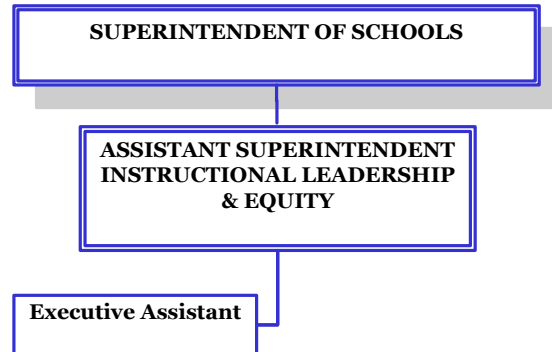 SUPERINTENDENT OF SCHOOLS
ASSISTANT SUPERINTENDENT
INSTRUCTIONAL LEADERSHIP
& EQUITY
Executive Assistant